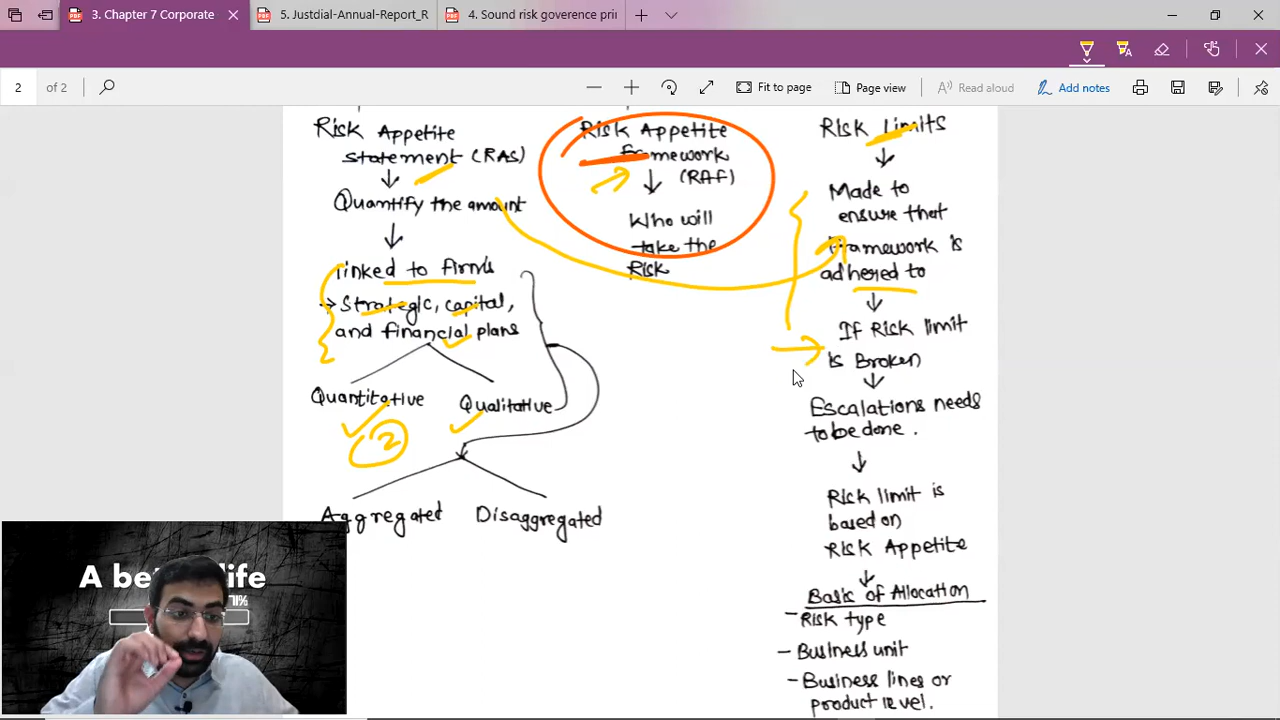 3. Chapter 7 Corporate
5. Justdial-Annual-Report_R
4. Sound risk goverence prii
2
of 2
Fit to page
Page view
Read aloud
Add notes
Risk Appetite
statement (RAS)
Quantify the amount
linked to firm's
→ Strategic, capital,
and financial plans
Quantitative
Qualitative
2
Aggregated
Disaggregated
Risk Appetite
framework
(RAF)
Who will
take the
Risk
Risk Limits
Made to
ensure that
framework is
adhered to
If Risk limit
is Broken
Escalations needs
to be done.
Risk limit is
based on
Risk Appetite
Basis of Allocation
- Risk type
- Business unit
- Business lines or
product level.
A be life
71%